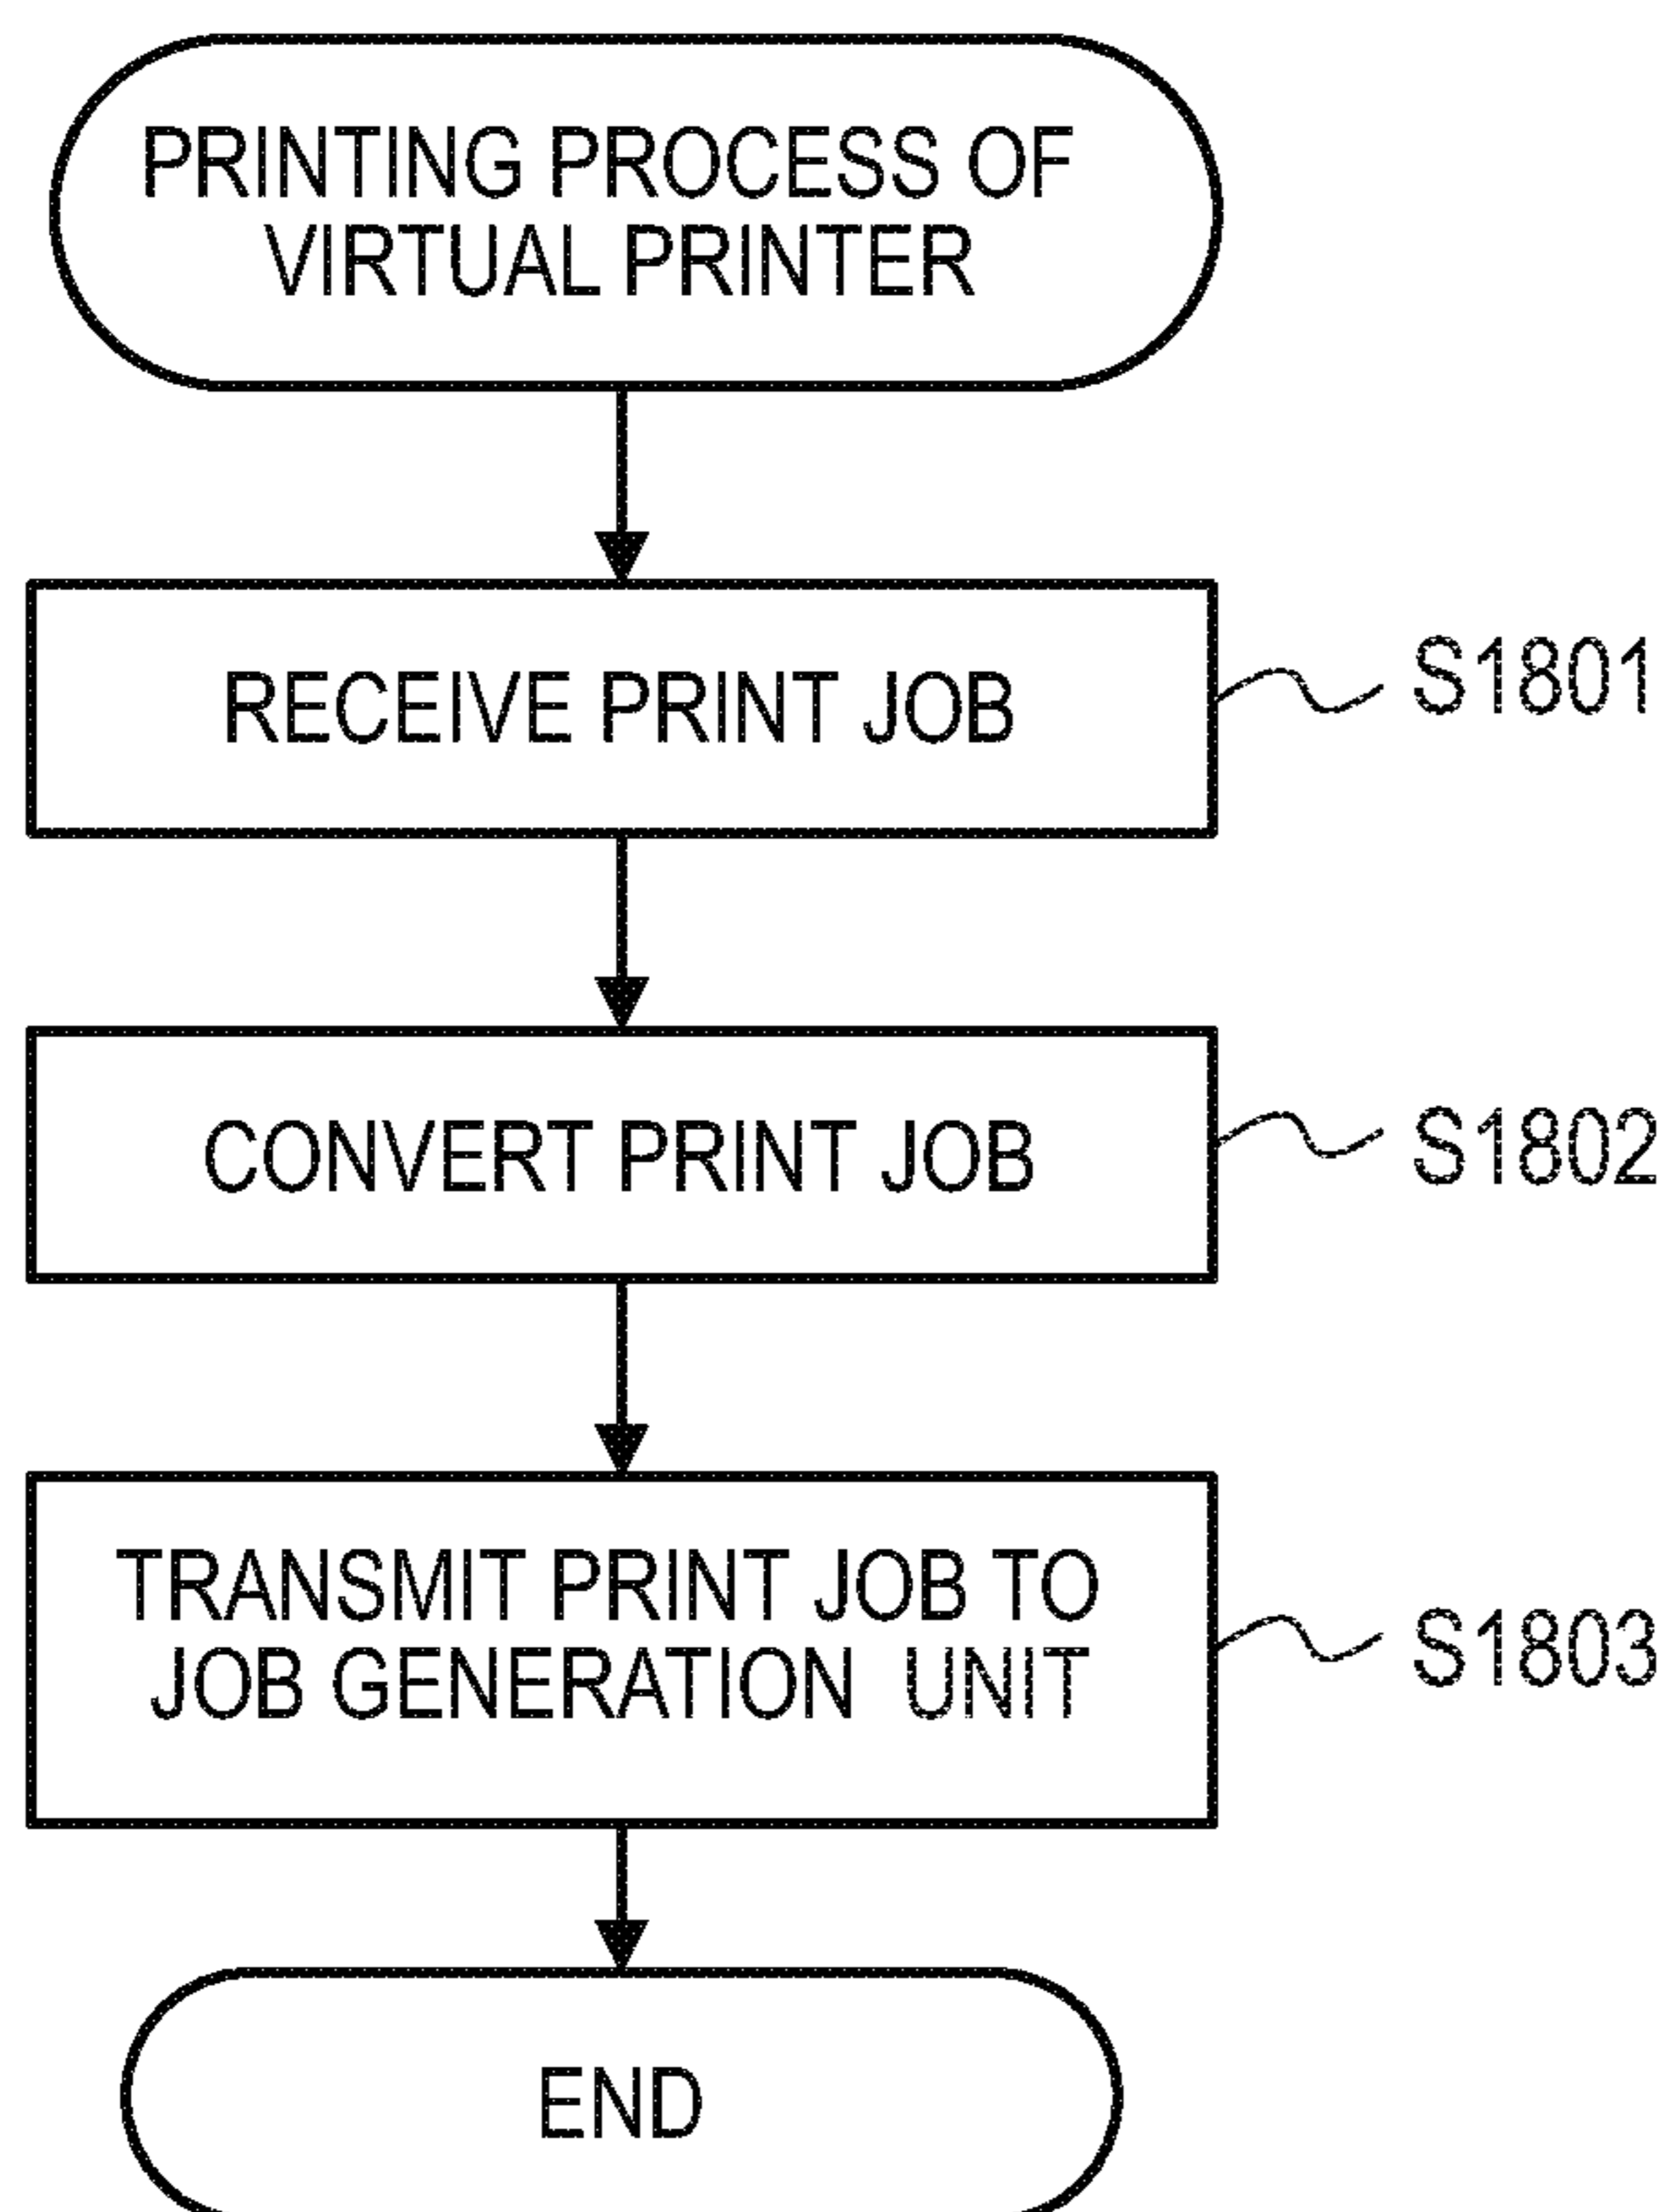 PRINTING PROCESS OF
VIRTUAL PRINTER
RECEIVE PRINT JOB
S1801
CONVERT PRINT JOB
S1802
TRANSMIT PRINT JOB TO
JOB GENERATION UNIT
S1803
END